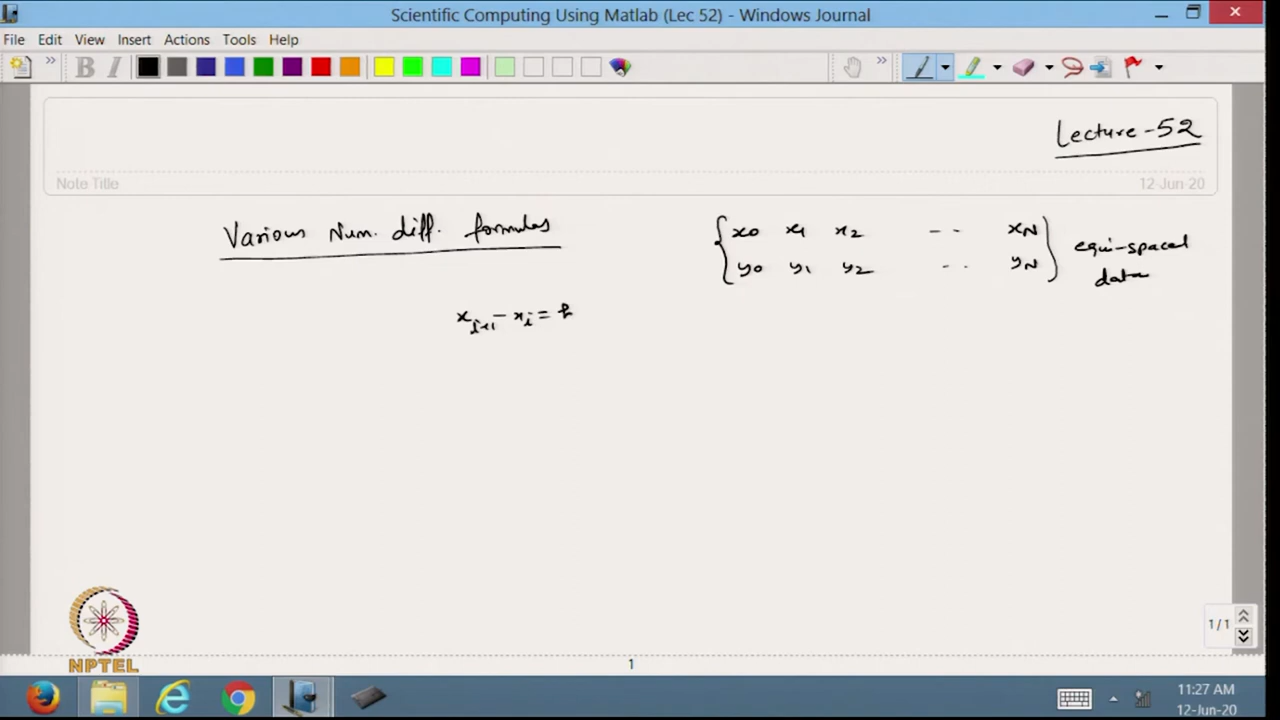 Scientific Computing Using Matlab (Lec 52) - Windows Journal
File Edit View Insert Actions Tools Help
Lecture-52
Note Title
12-Jun-20
Various Num. diff. formulas
x0 x1 x2 -- xN
y0 y1 y2 -- yN
equi-spaced
data
x_{i+1} - x_i = h
1/1
NPTEL
1
11:27 AM
12-Jun-20